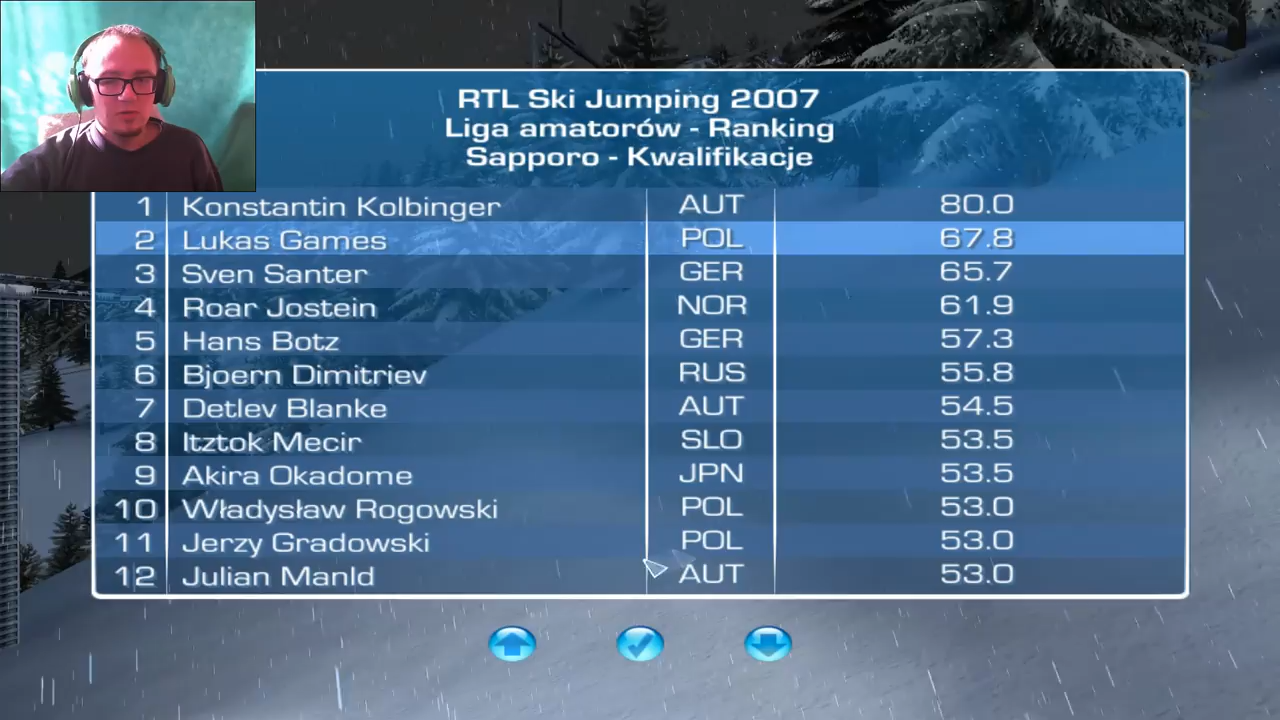 RTL Ski Jumping 2007
Liga amatorów - Ranking
Sapporo - Kwalifikacje
1 Konstantin Kolbinger AUT 80.0
2 Lukas Games POL 67.8
3 Sven Santer GER 65.7
4 Roar Jostein NOR 61.9
5 Hans Botz GER 57.3
6 Bjoern Dimitriev RUS 55.8
7 Detlev Blanke AUT 54.5
8 Itztok Mecir SLO 53.5
9 Akira Okadome JPN 53.5
10 Władysław Rogowski POL 53.0
11 Jerzy Gradowski POL 53.0
12 Julian Manld AUT 53.0